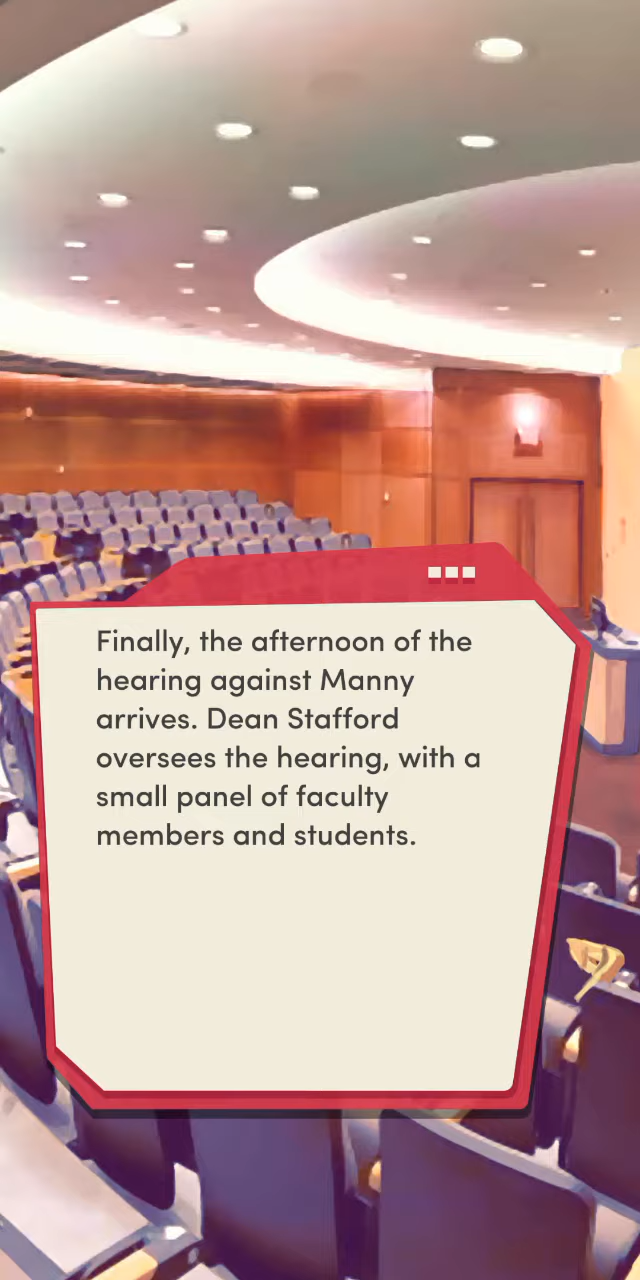 Finally, the afternoon of the
hearing against Manny
arrives. Dean Stafford
oversees the hearing, with a
small panel of faculty
members and students.